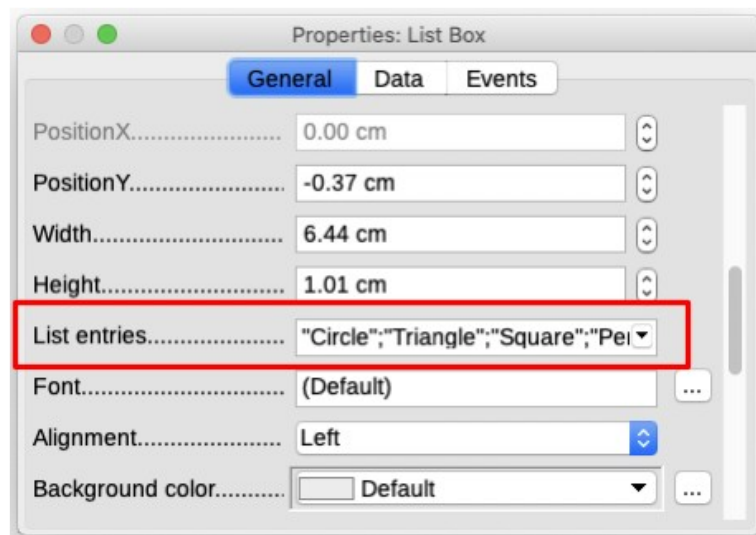 Properties: List Box
General Data Events
PositionX....................... 0.00 cm
PositionY....................... -0.37 cm
Width............................ 6.44 cm
Height............................ 1.01 cm
List entries....................... "Circle";"Triangle";"Square";"Per
Font............................... (Default) ...
Alignment....................... Left
Background color........... Default ...